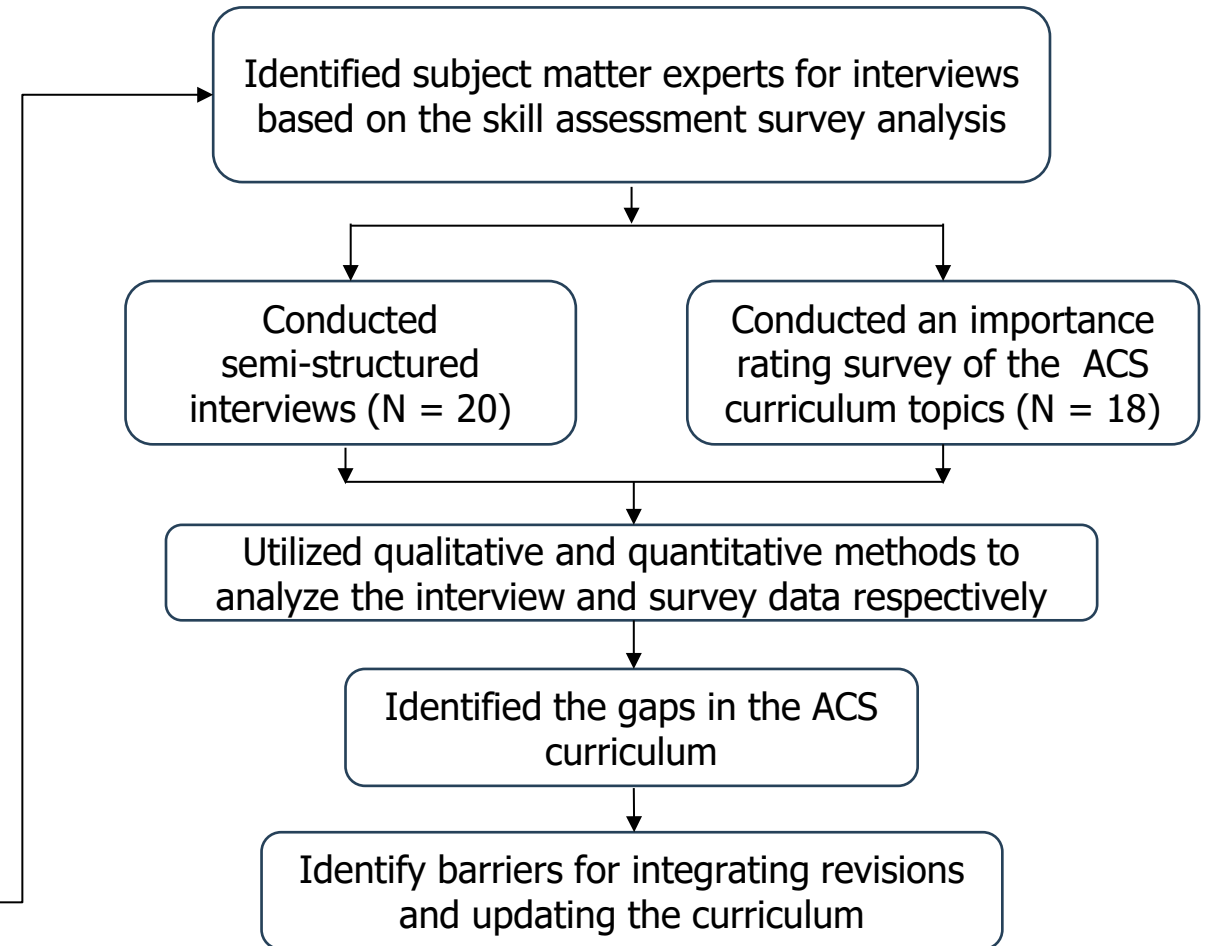 Identified subject matter experts for interviews
based on the skill assessment survey analysis
Conducted
semi-structured
interviews (N = 20)
Conducted an importance
rating survey of the  ACS
curriculum topics (N = 18)
Utilized qualitative and quantitative methods to
analyze the interview and survey data respectively
Identified the gaps in the ACS
curriculum
Identify barriers for integrating revisions
and updating the curriculum